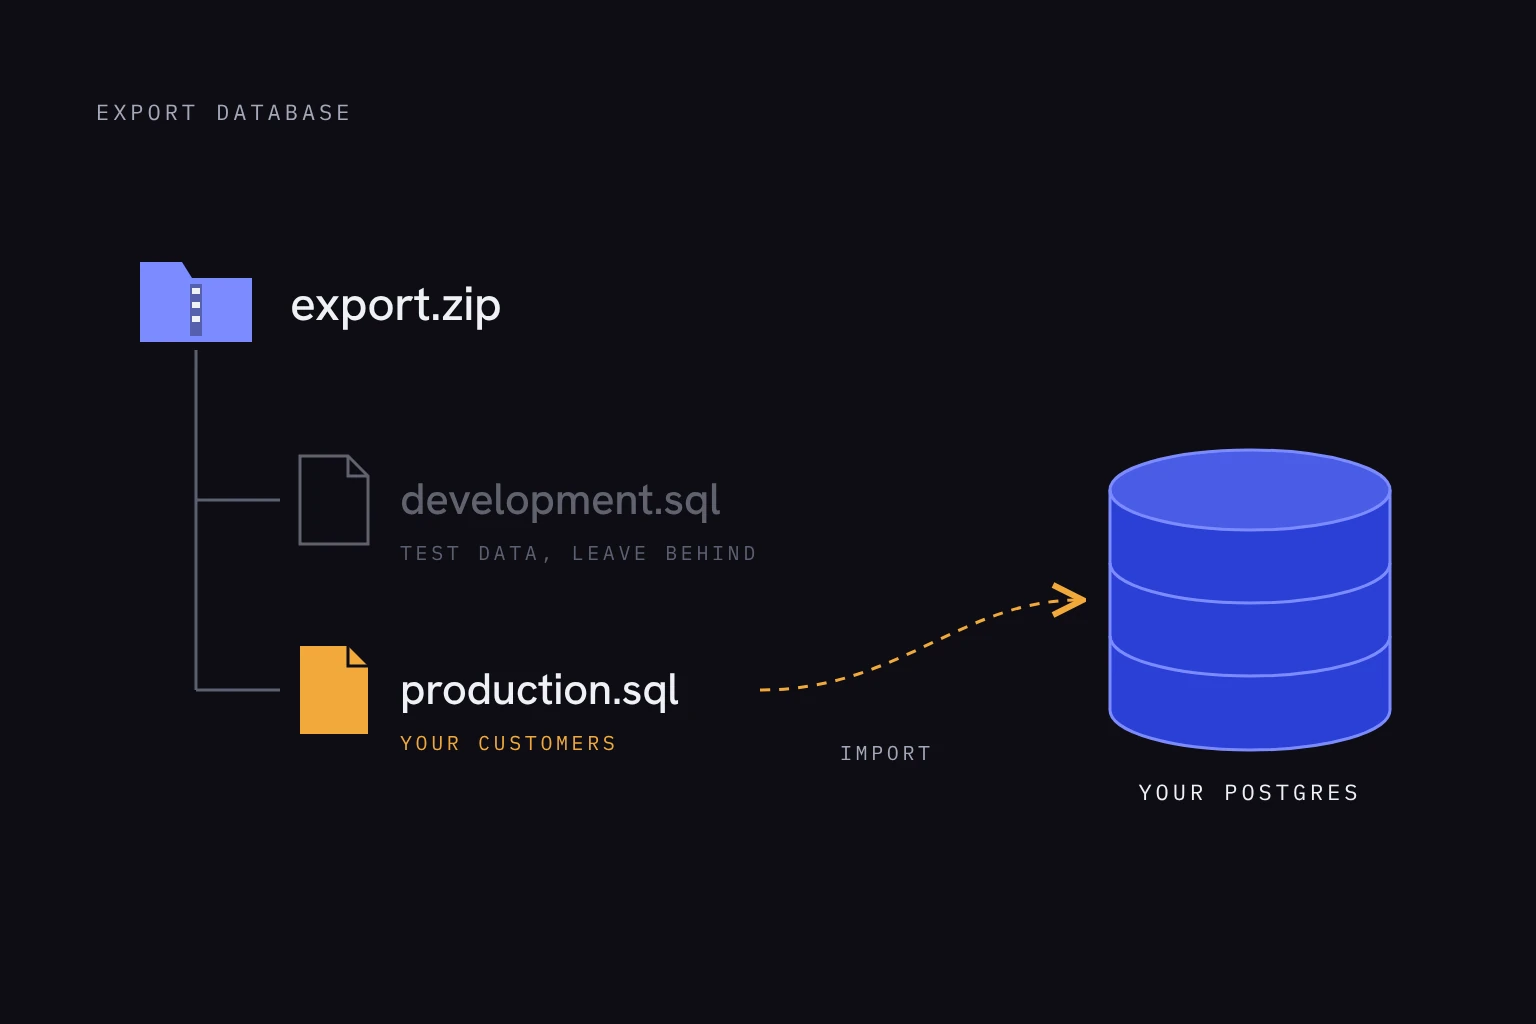 EXPORT DATABASE
export.zip
development.sql
TEST DATA, LEAVE BEHIND
production.sql
YOUR CUSTOMERS
IMPORT
YOUR POSTGRES